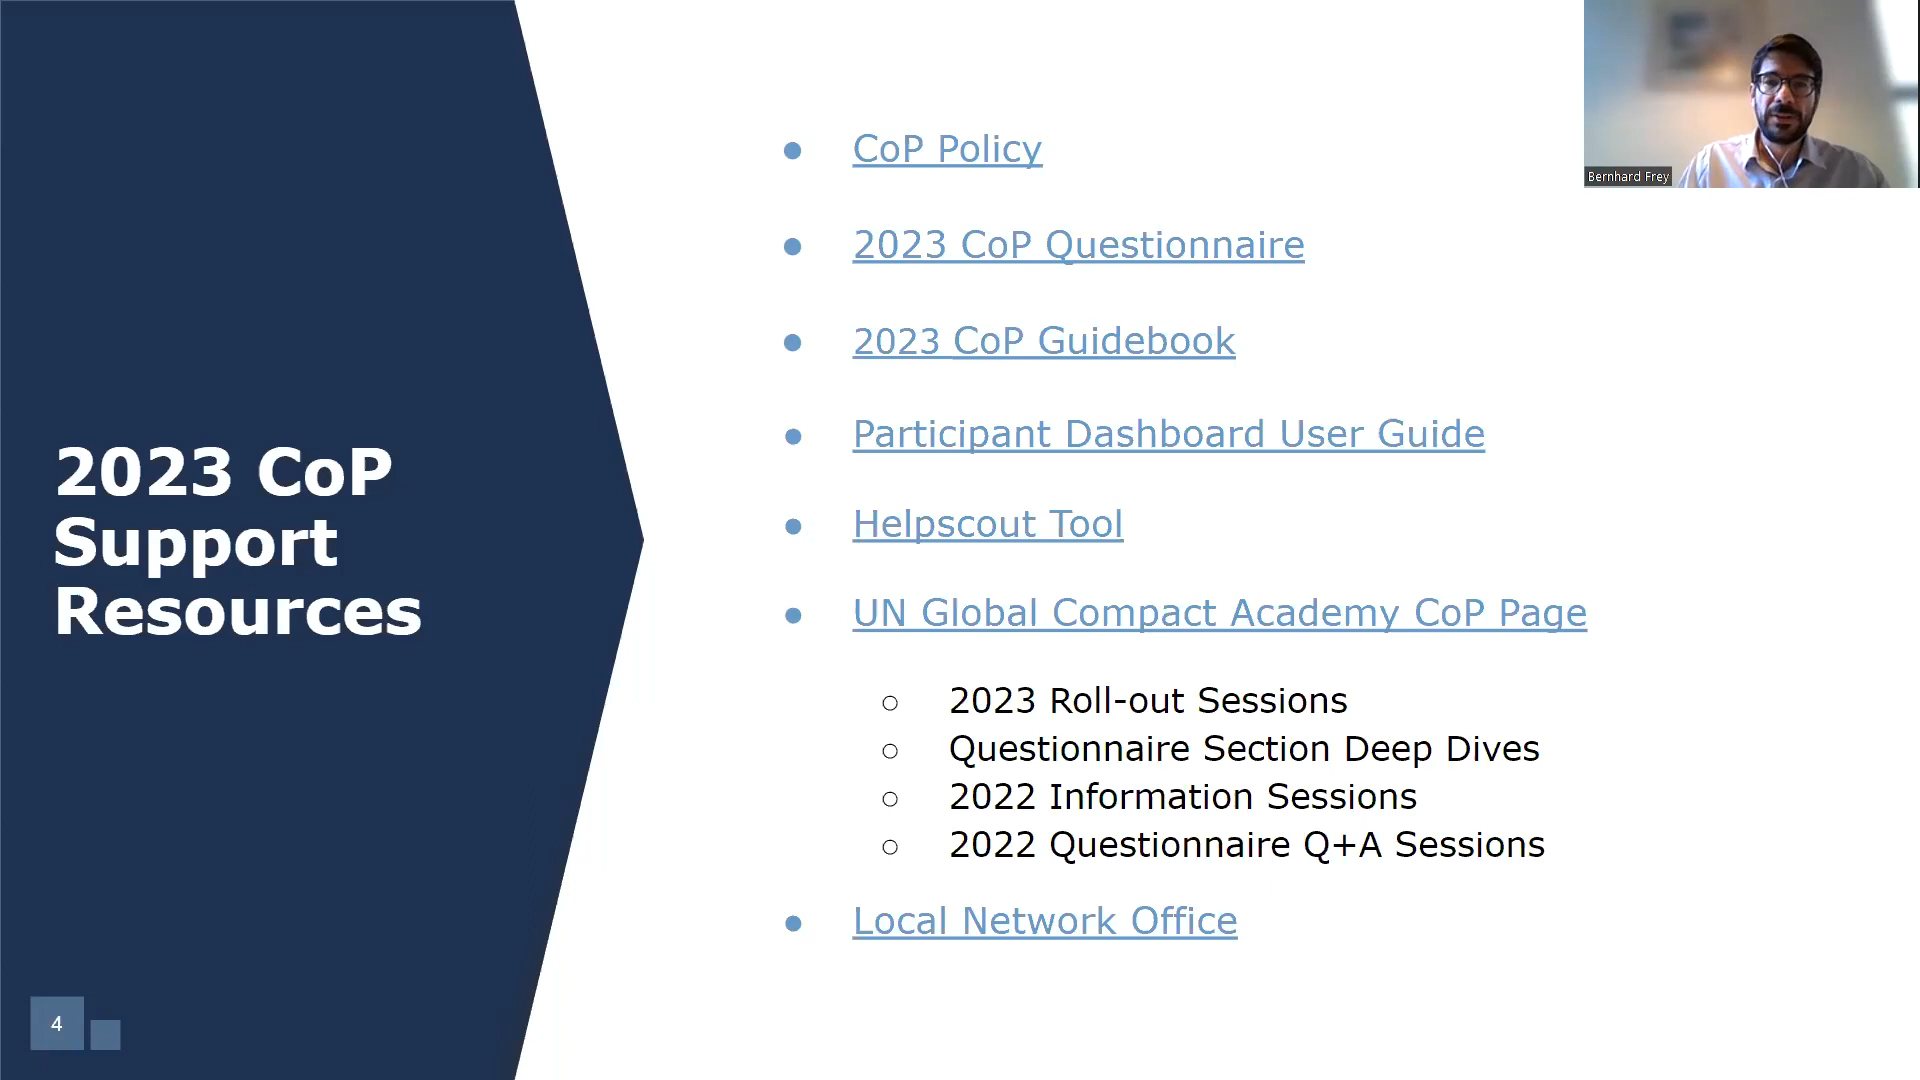 2023 CoP
Support
Resources
CoP Policy
2023 CoP Questionnaire
2023 CoP Guidebook
Participant Dashboard User Guide
Helpscout Tool
UN Global Compact Academy CoP Page
2023 Roll-out Sessions
Questionnaire Section Deep Dives
2022 Information Sessions
2022 Questionnaire Q+A Sessions
Local Network Office
Bernhard Frey
4